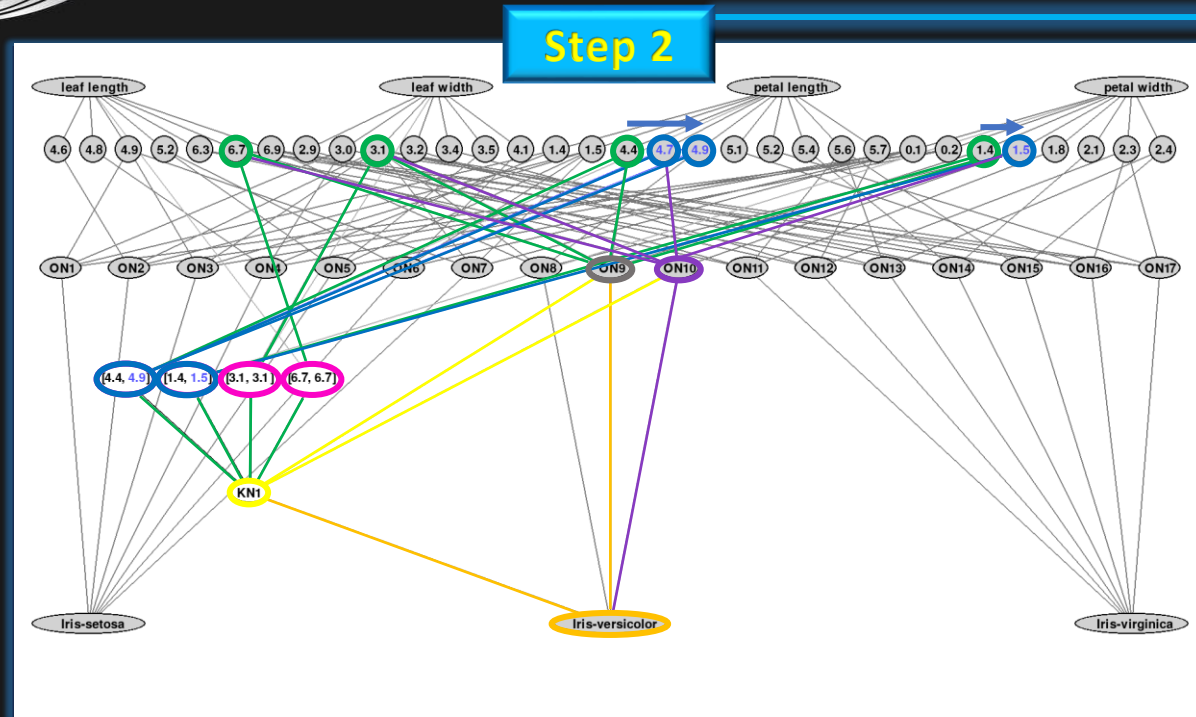 Step 2
leaf length leaf width petal length petal width
4.6 4.8 4.9 5.2 6.3 6.7 6.9 2.9 3.0 3.1 3.2 3.4 3.5 4.1 1.4 1.5 4.4 4.7 4.9 5.1 5.2 5.4 5.6 5.7 0.1 0.2 1.4 1.5 1.8 2.1 2.3 2.4
ON1 ON2 ON3 ON4 ON5 ON6 ON7 ON8 ON9 ON10 ON11 ON12 ON13 ON14 ON15 ON16 ON17
[4.4, 4.9] [1.4, 1.5] [3.1, 3.1] [6.7, 6.7]
KN1
Iris-setosa Iris-versicolor Iris-virginica